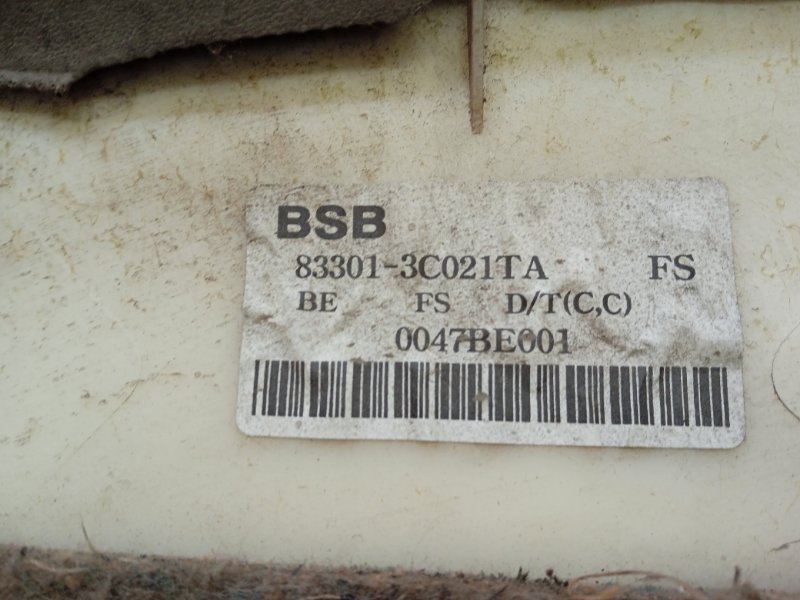 BSB
83301-3C021TA FS
BE FS D/T(C,C)
0047BE001